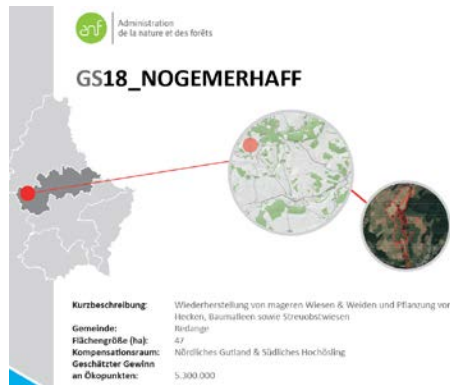 anf
Administration
de la nature et des forêts
GS18_NOGEMERHAFF
Kurzbeschreibung: Wiederherstellung von mageren Wiesen & Weiden und Pflanzung von
Hecken, Baumalleen sowie Streuobstwiesen
Gemeinde: Redange
Flächengröße (ha): 47
Kompensationsraum: Nördliches Gutland & Südliches Hochösling
Geschätzter Gewinn
an Ökopunkten: 5.300.000